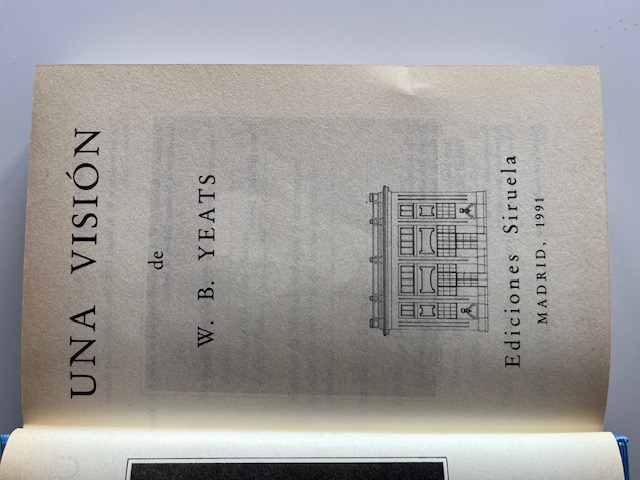 UNA VISIÓN
de
W. B. YEATS
Ediciones Siruela
MADRID, 1991